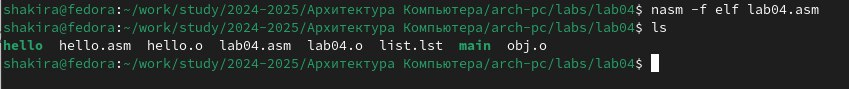 shakira@fedora:~/work/study/2024-2025/Архитектура Компьютера/arch-pc/labs/lab04$ nasm -f elf lab04.asm
shakira@fedora:~/work/study/2024-2025/Архитектура Компьютера/arch-pc/labs/lab04$ ls
hello  hello.asm  hello.o  lab04.asm  lab04.o  list.lst  main  obj.o
shakira@fedora:~/work/study/2024-2025/Архитектура Компьютера/arch-pc/labs/lab04$